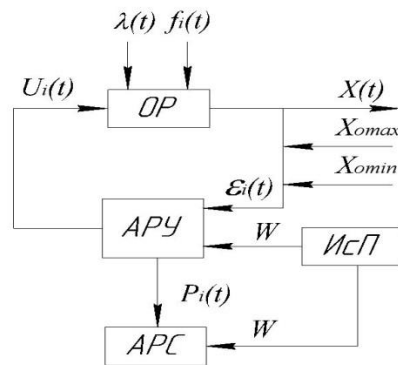 λ(t) fi(t)
Ui(t)
ОР
X(t)
Xomax
Xomin
εi(t)
АРУ
W
ИсП
Pi(t)
W
АРС